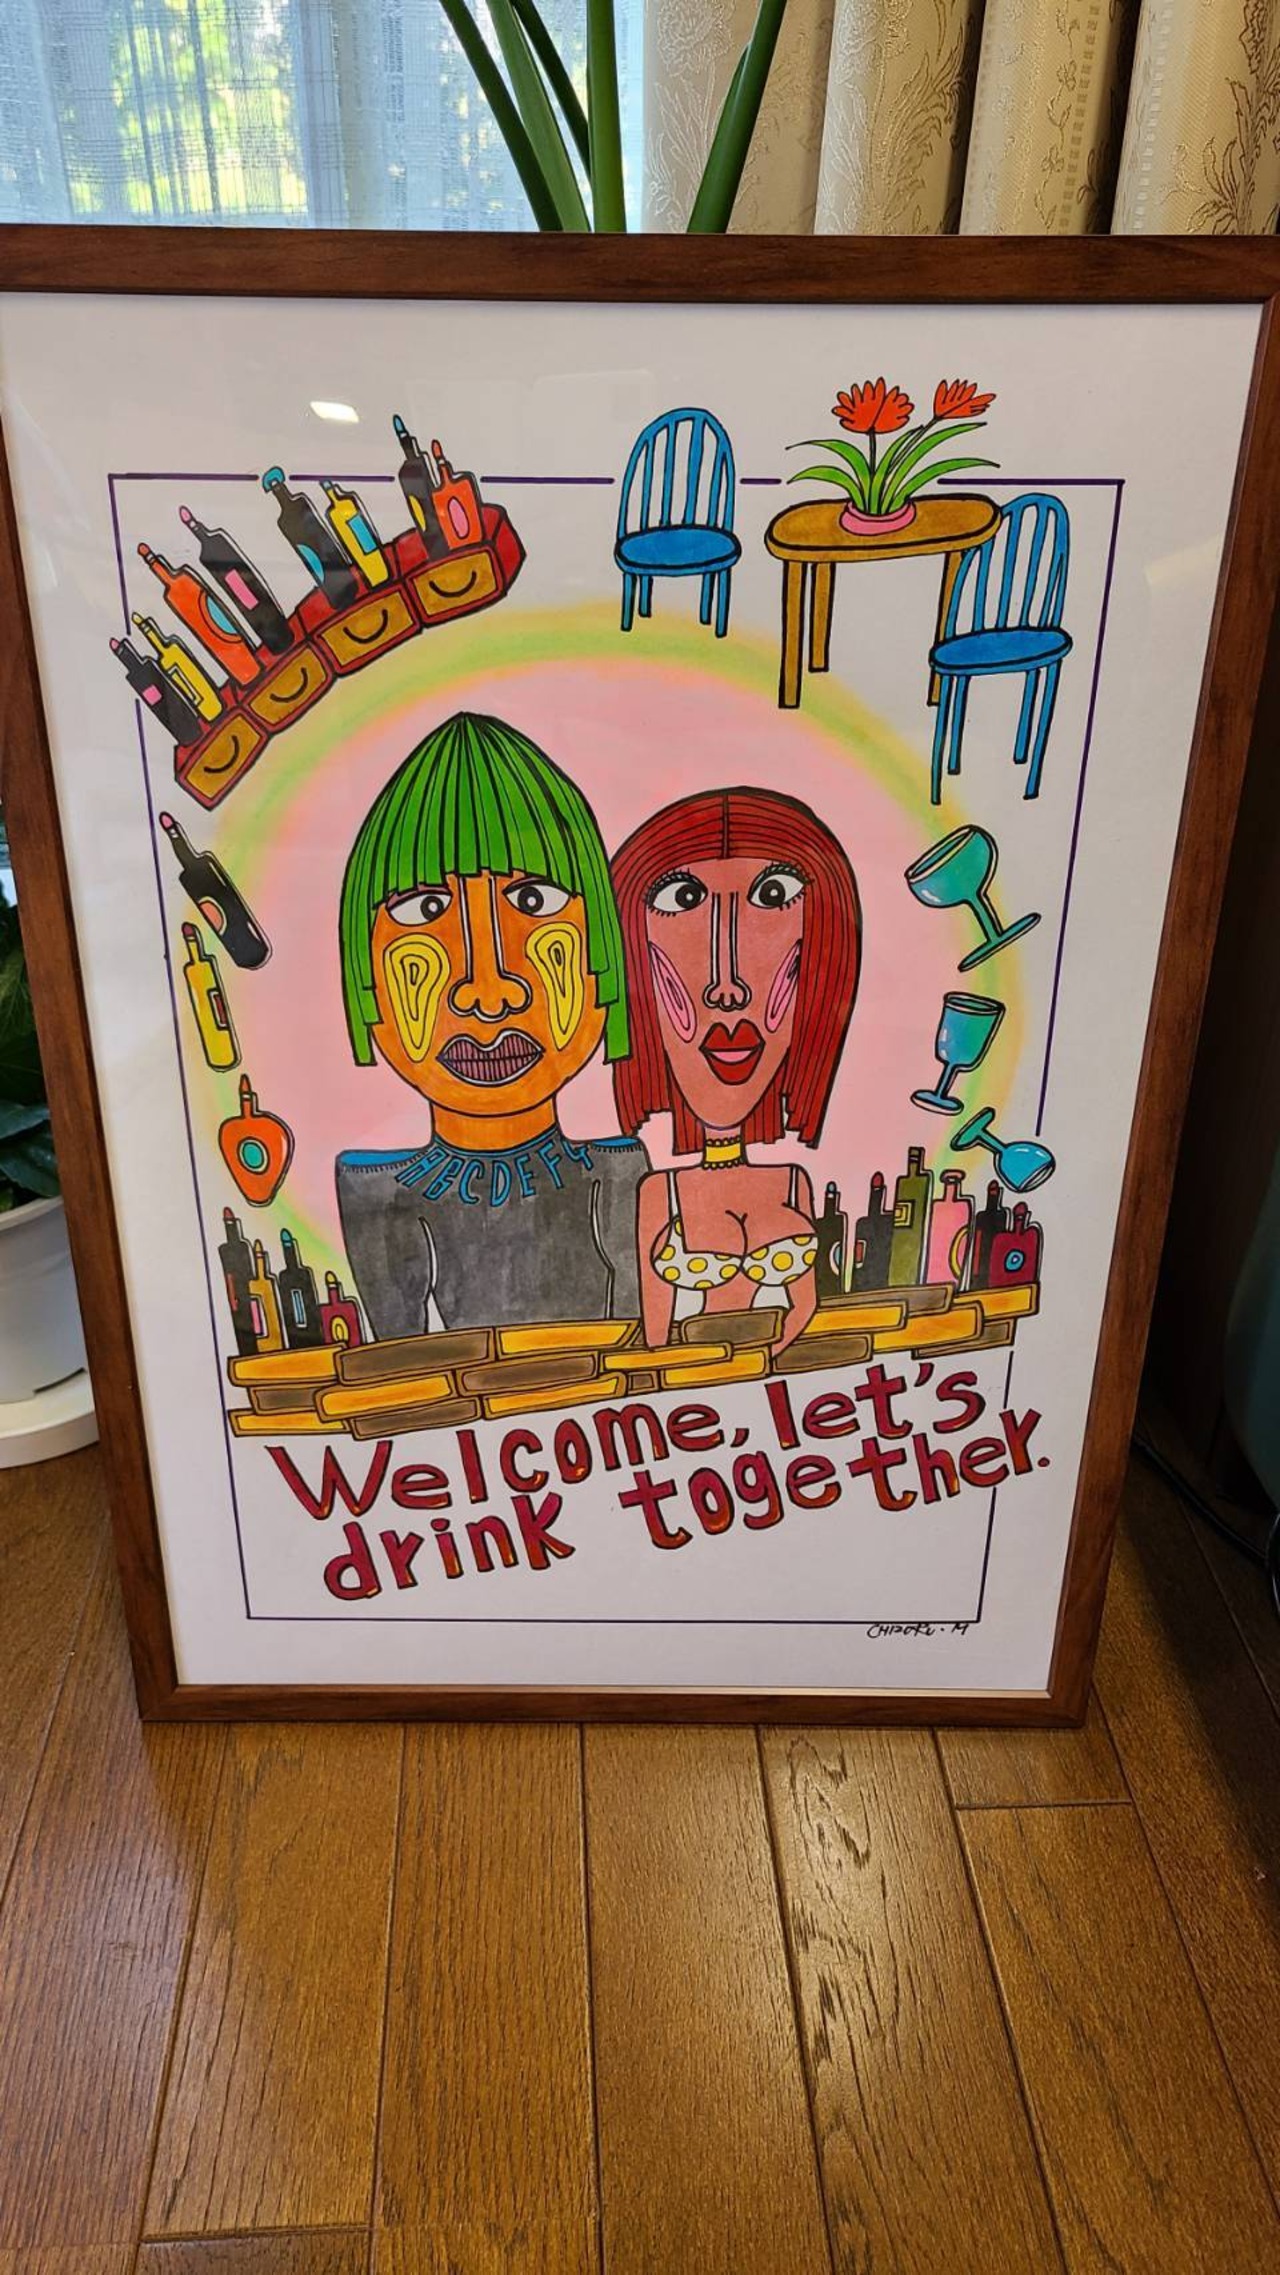 ABCDEFG
Welcome, let's
drink together.